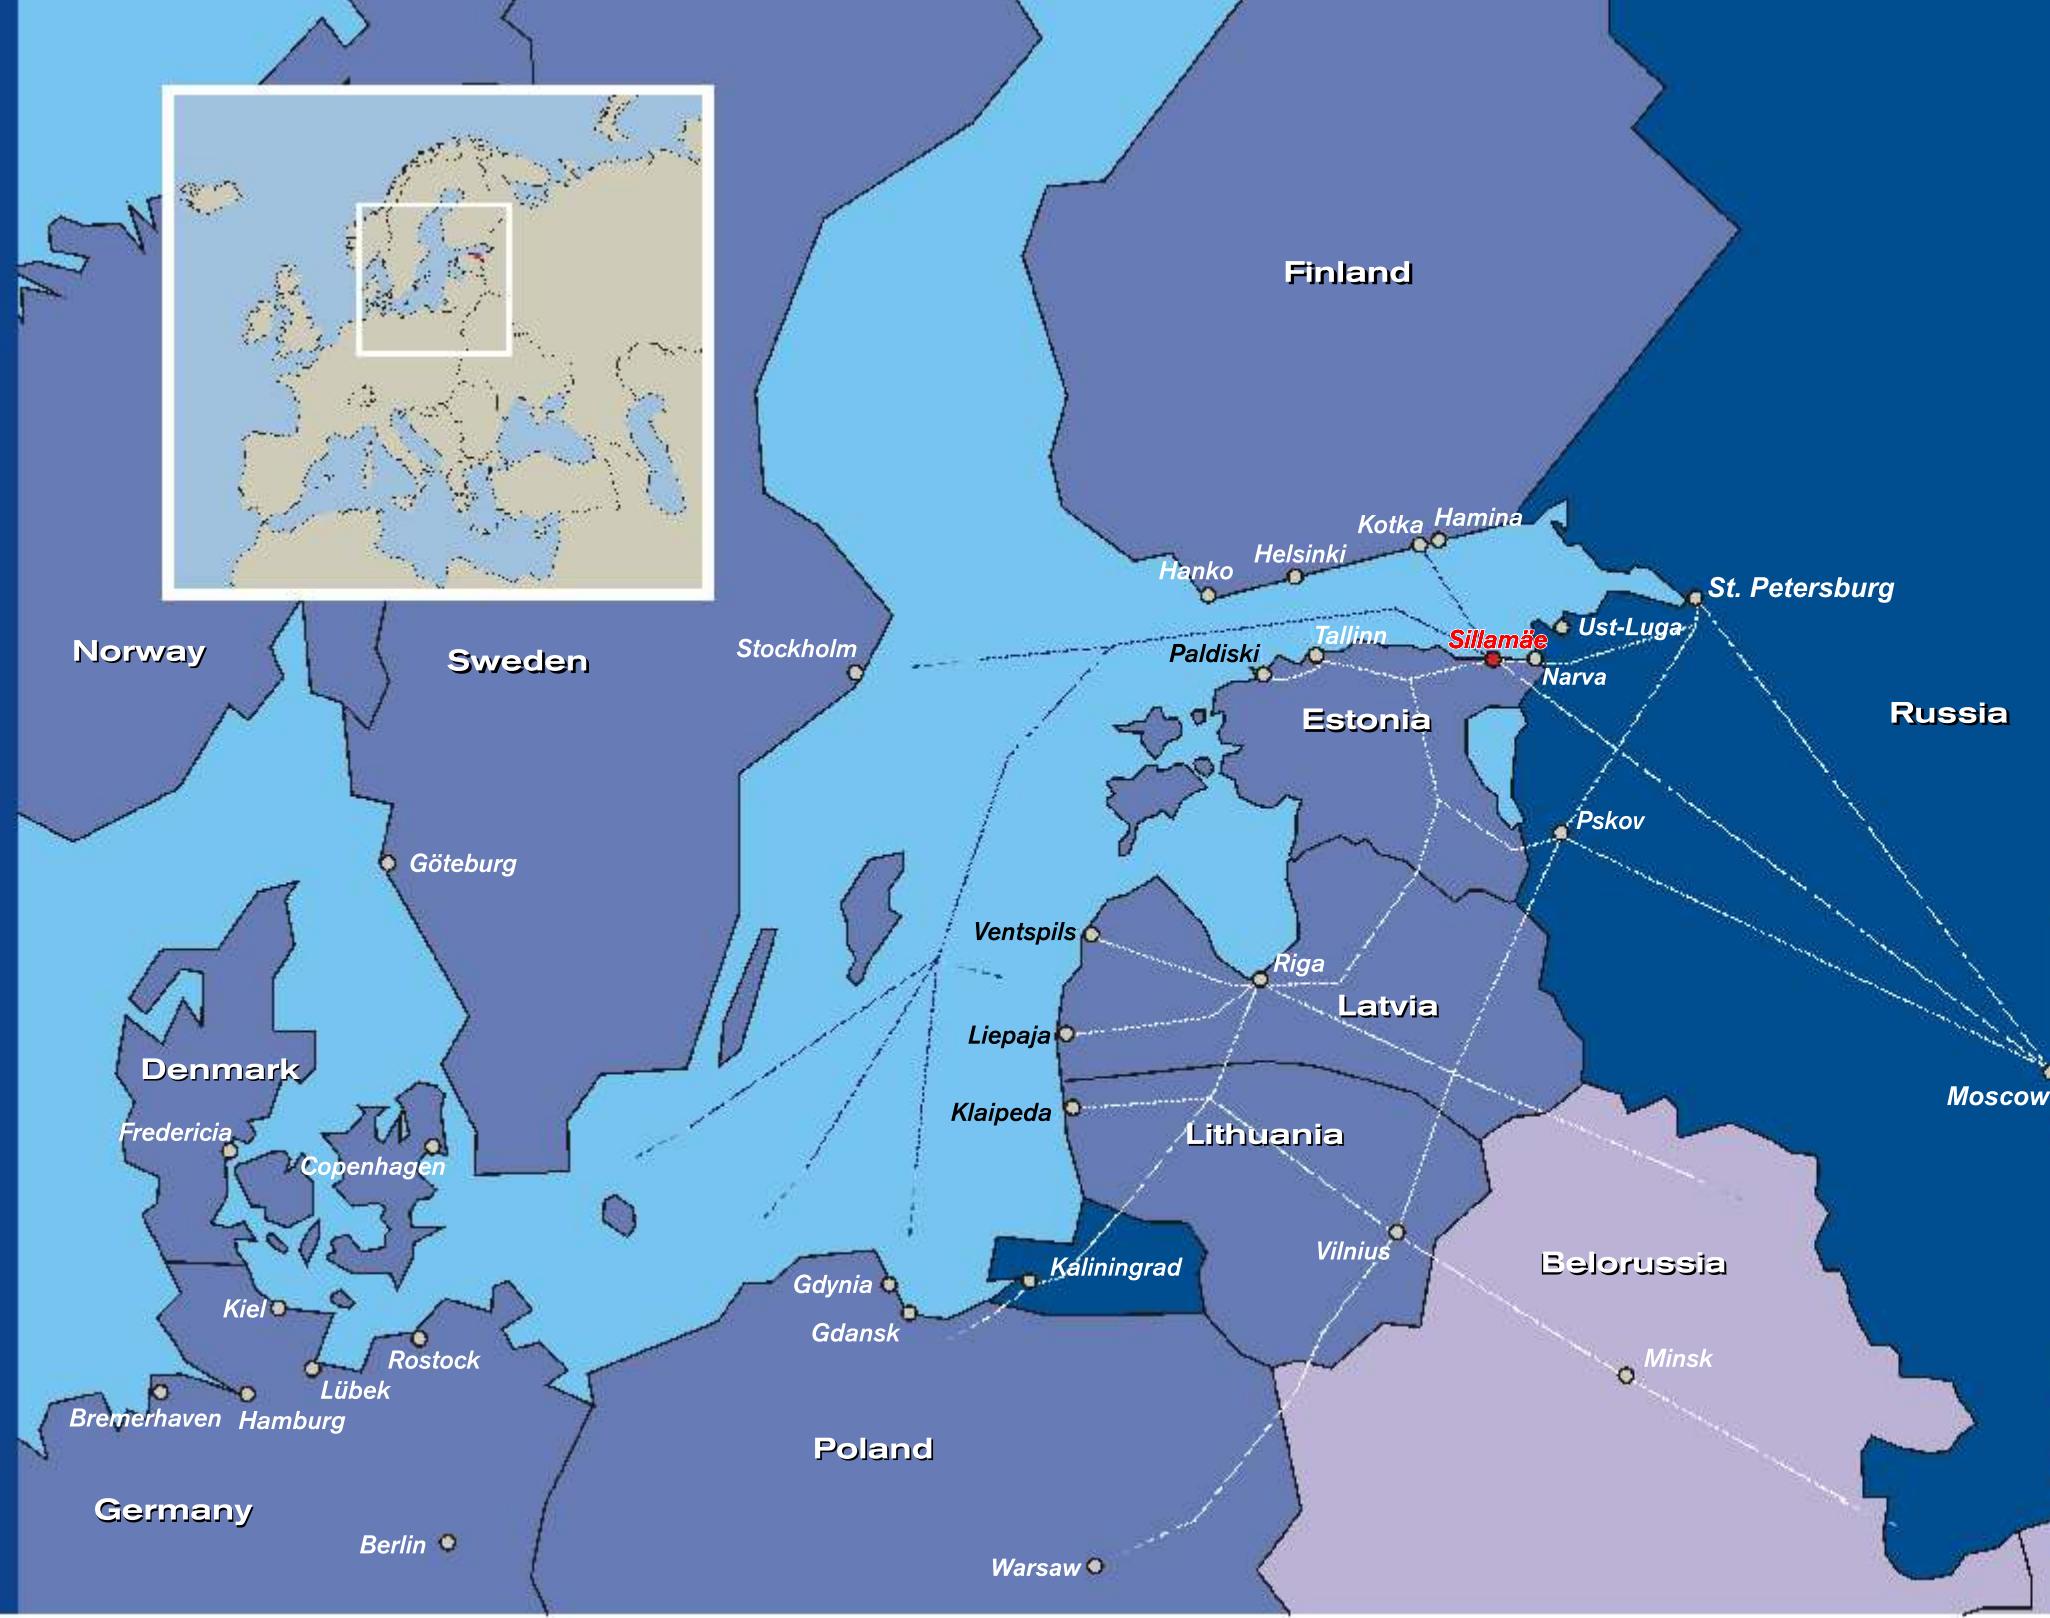 Finland
Kotka
Hamina
Helsinki
Hanko
St. Petersburg
Ust-Luga
Tallinn
Sillamäe
Paldiski
Narva
Norway
Sweden
Stockholm
Estonia
Russia
Pskov
Göteburg
Ventspils
Riga
Latvia
Liepaja
Denmark
Moscow
Klaipeda
Lithuania
Fredericia
Copenhagen
Vilnius
Belorussia
Kaliningrad
Gdynia
Kiel
Gdansk
Rostock
Minsk
Lübek
Bremerhaven
Hamburg
Poland
Germany
Berlin
Warsaw